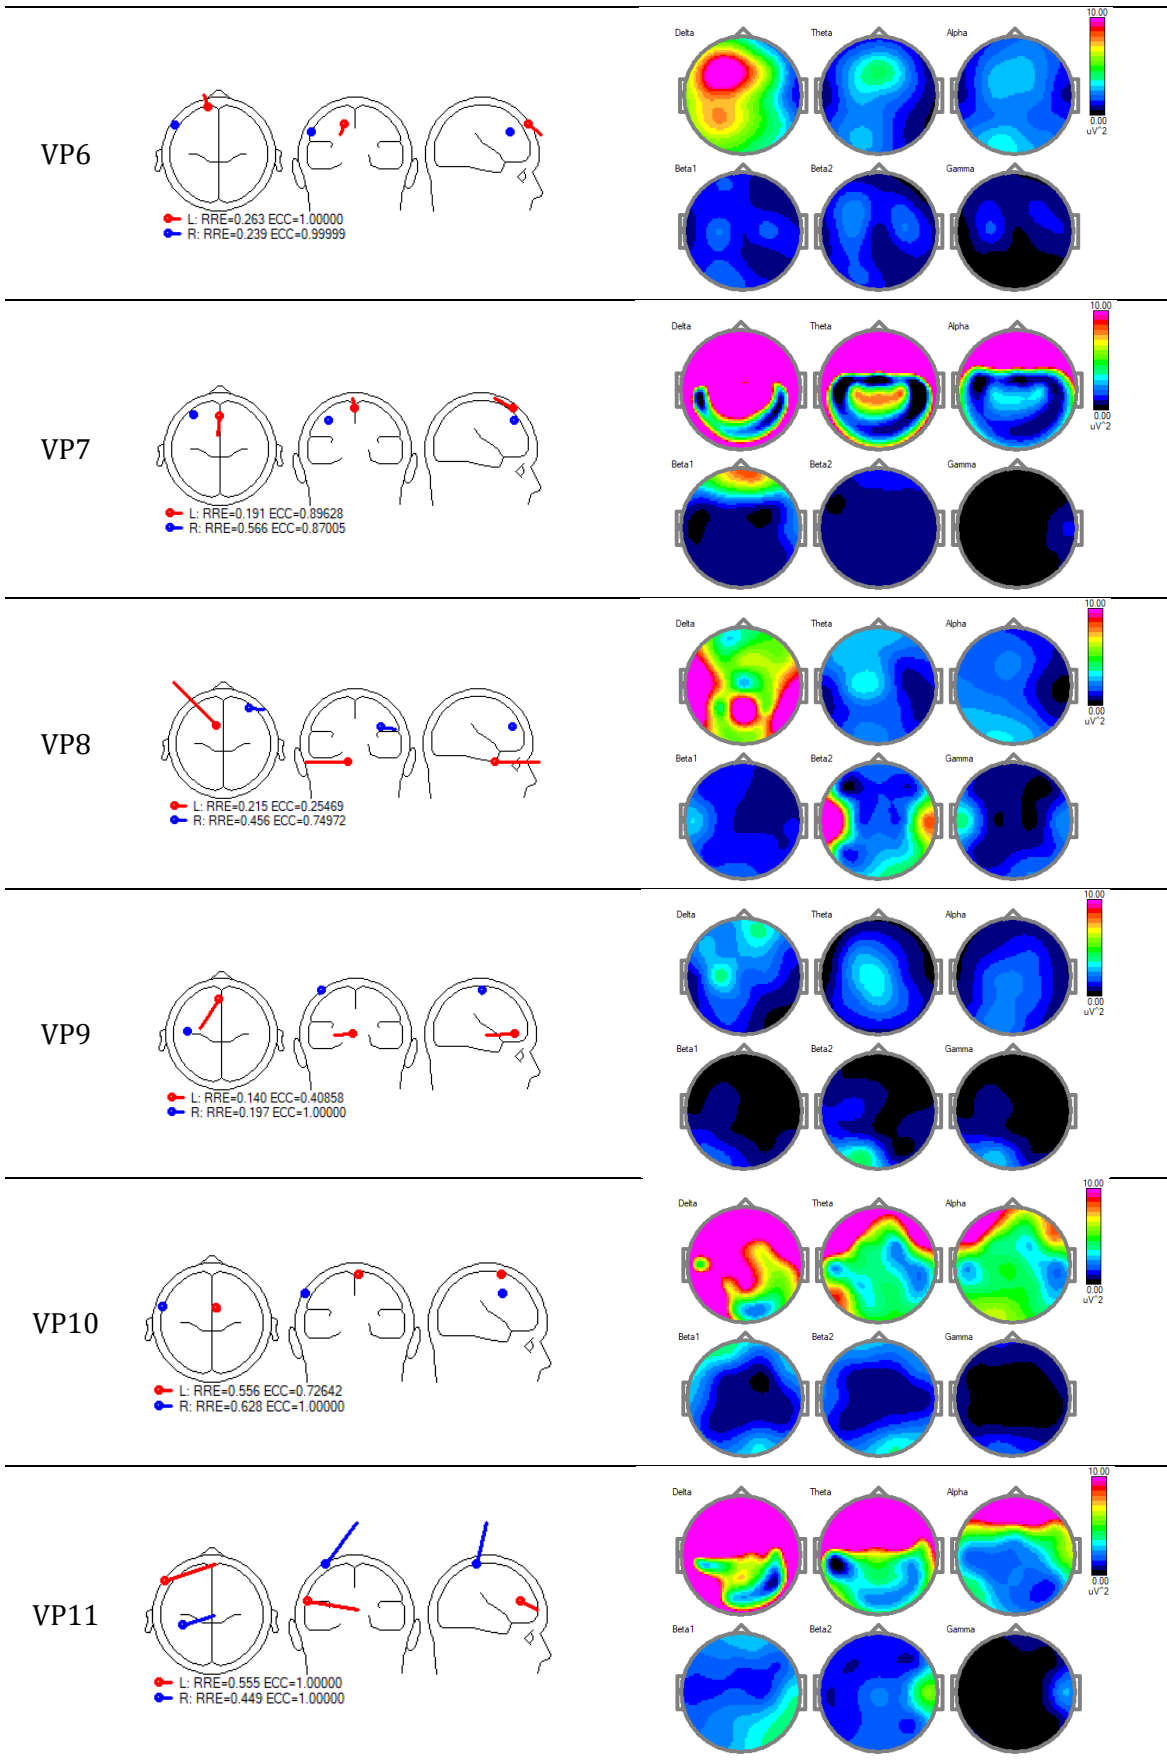 VP6
L: RRE=0.263 ECC=1.00000
R: RRE=0.239 ECC=0.99999
Delta Theta Alpha
10.00
0.00
uV^2
Beta1 Beta2 Gamma
VP7
L: RRE=0.191 ECC=0.89628
R: RRE=0.566 ECC=0.87005
Delta Theta Alpha
10.00
0.00
uV^2
Beta1 Beta2 Gamma
VP8
L: RRE=0.215 ECC=0.25469
R: RRE=0.456 ECC=0.74972
Delta Theta Alpha
10.00
0.00
uV^2
Beta1 Beta2 Gamma
VP9
L: RRE=0.140 ECC=0.40858
R: RRE=0.197 ECC=1.00000
Delta Theta Alpha
10.00
0.00
uV^2
Beta1 Beta2 Gamma
VP10
L: RRE=0.556 ECC=0.72642
R: RRE=0.628 ECC=1.00000
Delta Theta Alpha
10.00
0.00
uV^2
Beta1 Beta2 Gamma
VP11
L: RRE=0.555 ECC=1.00000
R: RRE=0.449 ECC=1.00000
Delta Theta Alpha
10.00
0.00
uV^2
Beta1 Beta2 Gamma